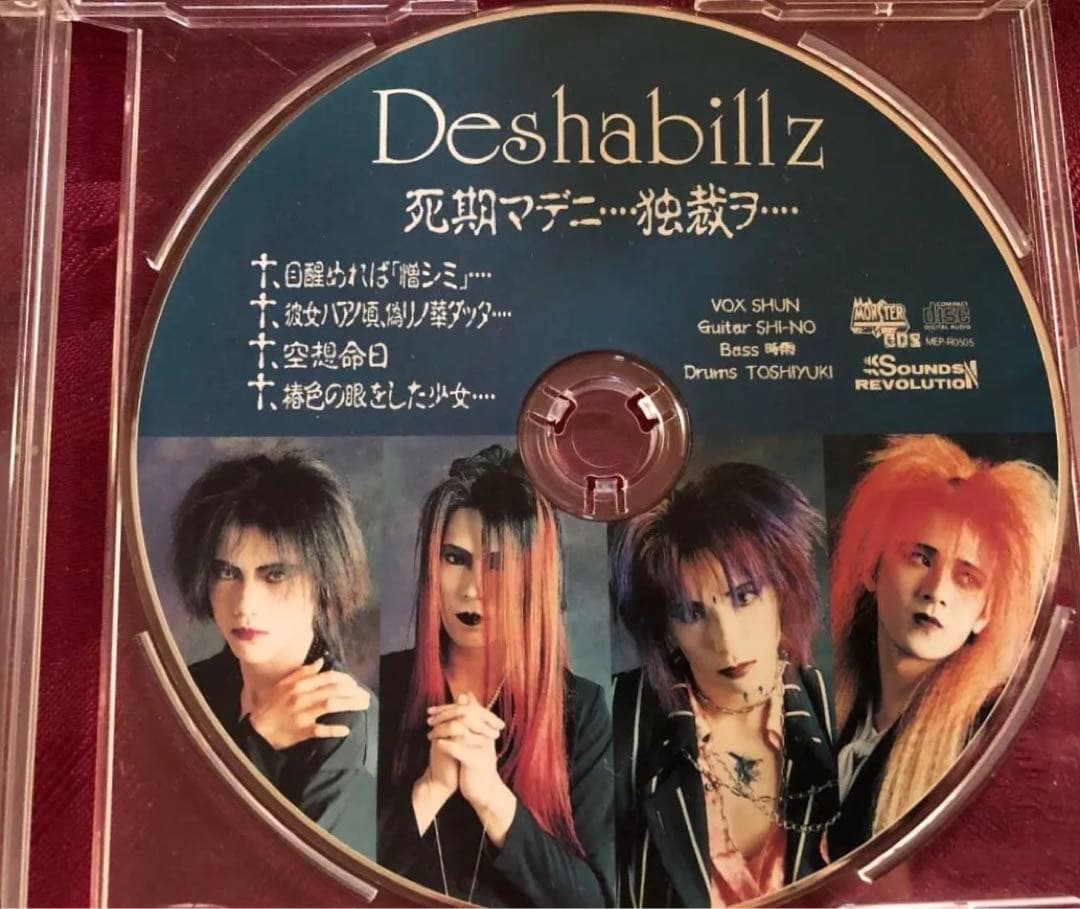 Deshabillz
死期マデニ‥‥独裁ヲ‥‥
†、目醒めれば「憎シミ」‥‥
†、彼女ハアノ頃、偽リノ華ダッタ‥‥
†、空想命日
†、椿色の眼をした少女‥‥
VOX SHUN
Guitar SHI-NO
Bass 時雨
Drums TOSHIYUKI
MONSTER CDS
COMPACT disc DIGITAL AUDIO
MEP-R0505
SOUNDS REVOLUTION